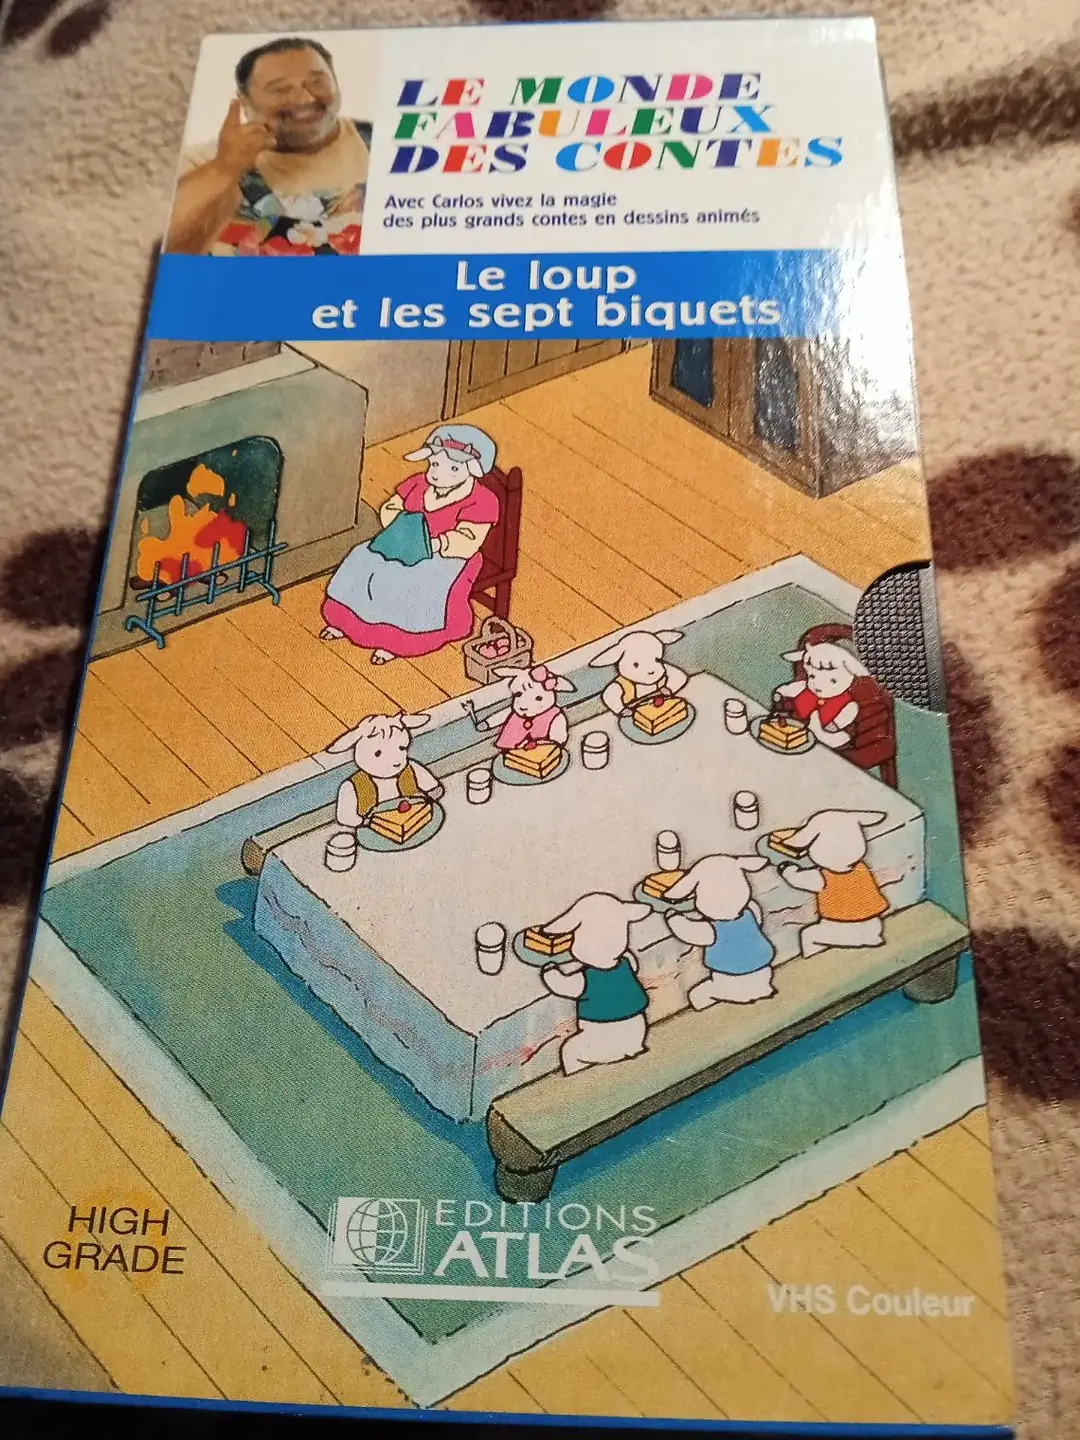 LE MONDE
FABULEUX
DES CONTES
Avec Carlos vivez la magie
des plus grands contes en dessins animés
Le loup
et les sept biquets
HIGH
GRADE
EDITIONS
ATLAS
VHS Couleur